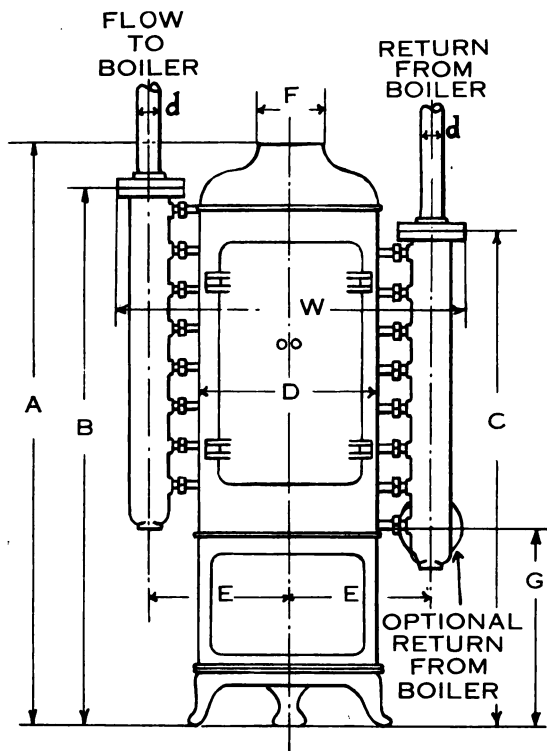 FLOW
TO
BOILER
RETURN
FROM
BOILER
d
F
d
W
A
B
D
C
E
E
G
OPTIONAL
RETURN
FROM
BOILER